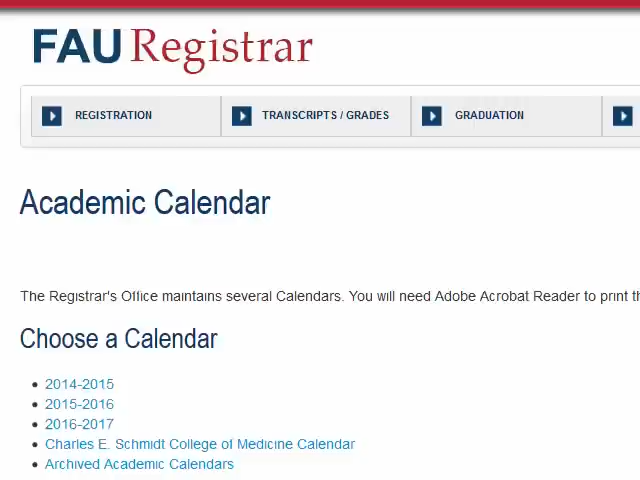 FAU Registrar
REGISTRATION TRANSCRIPTS / GRADES GRADUATION
Academic Calendar
The Registrar's Office maintains several Calendars. You will need Adobe Acrobat Reader to print
Choose a Calendar
2014-2015
2015-2016
2016-2017
Charles E. Schmidt College of Medicine Calendar
Archived Academic Calendars